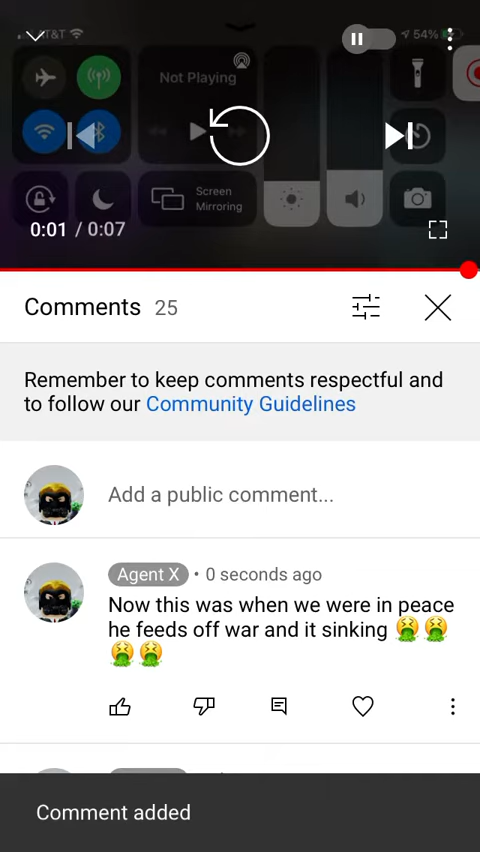 AT&T
54%
Not Playing
Screen
Mirroring
0:01 / 0:07
Comments 25
Remember to keep comments respectful and
to follow our Community Guidelines
Add a public comment...
Agent X • 0 seconds ago
Now this was when we were in peace
he feeds off war and it sinking 🤮🤮
🤮🤮
Comment added